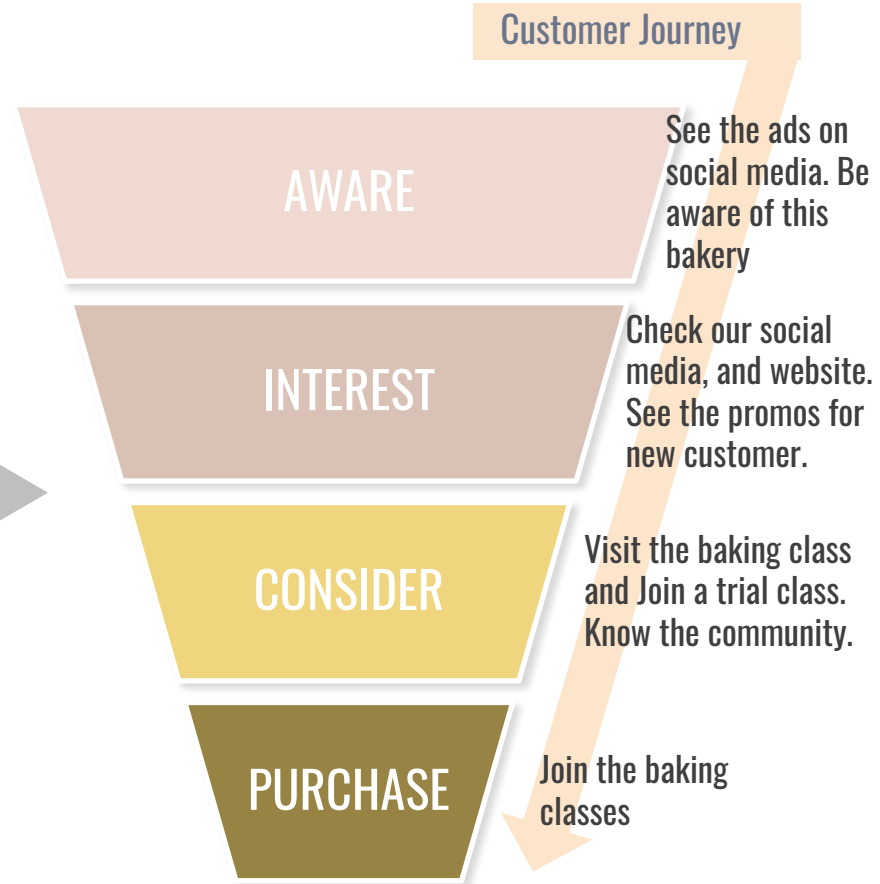 Customer Journey
AWARE
See the ads on
social media. Be
aware of this
bakery
INTEREST
Check our social
media, and website.
See the promos for
new customer.
CONSIDER
Visit the baking class
and Join a trial class.
Know the community.
PURCHASE
Join the baking
classes